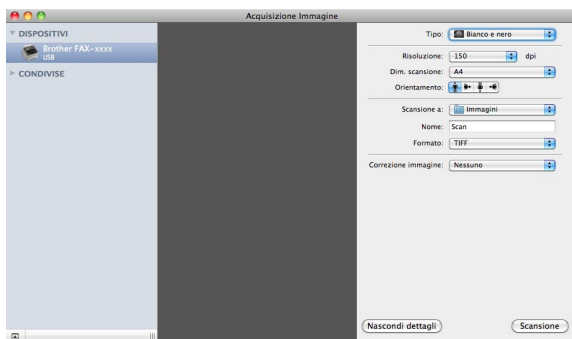 Acquisizione Immagine
DISPOSITIVI
Brother FAX-xxxx
USB
CONDIVISE
Tipo: Bianco e nero
Risoluzione: 150 dpi
Dim. scansione: A4
Orientamento:
Scansione a: Immagini
Nome: Scan
Formato: TIFF
Correzione immagine: Nessuno
Nascondi dettagli Scansione